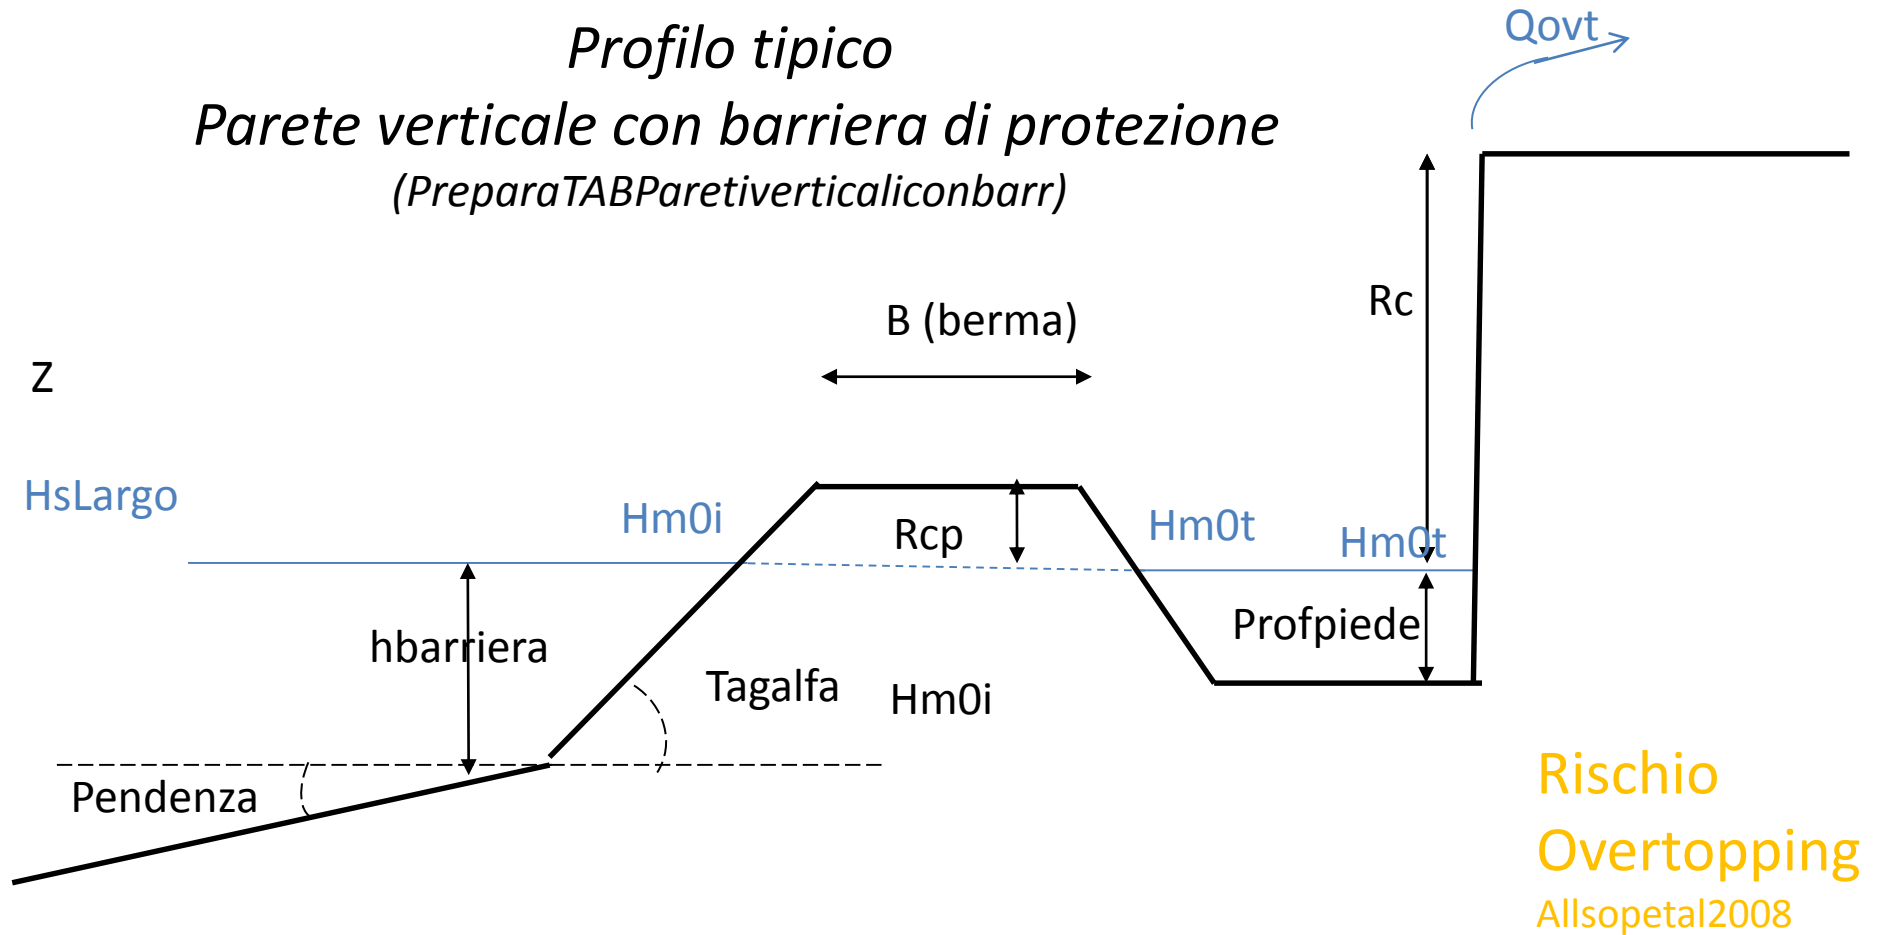 Qovt
Profilo tipico
Parete verticale con barriera di protezione
(PreparaTABParetiverticaliconbarr)
Rc
B (berma)
Z
HsLargo
Hm0i
Rcp
Hm0t
Hm0t
Profpiede
hbarriera
Tagalfa
Hm0i
Pendenza
Rischio
Overtopping
Allsopetal2008